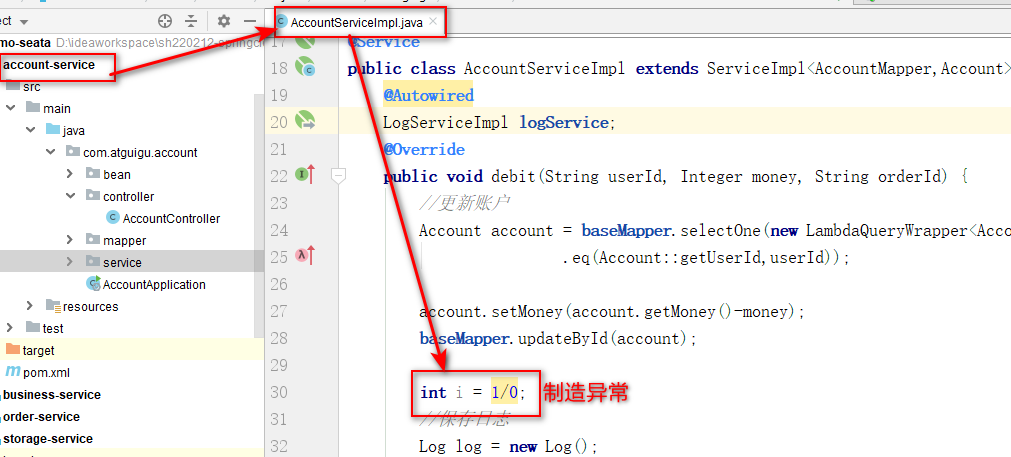 ect
AccountServiceImpl.java
mo-seata D:\ideaworkspace\sh220212-springclo
account-service
src
main
java
com.atguigu.account
bean
controller
AccountController
mapper
service
AccountApplication
resources
test
target
pom.xml
business-service
order-service
storage-service
17 @Service
18 public class AccountServiceImpl extends ServiceImpl<AccountMapper,Account>
19 @Autowired
20 LogServiceImpl logService;
21 @Override
22 public void debit(String userId, Integer money, String orderId) {
23 //更新账户
24 Account account = baseMapper.selectOne(new LambdaQueryWrapper<Acco
25 .eq(Account::getUserId,userId));
26
27 account.setMoney(account.getMoney()-money);
28 baseMapper.updateById(account);
29
30 int i = 1/0; 制造异常
31 //保存日志
32 Log log = new Log();